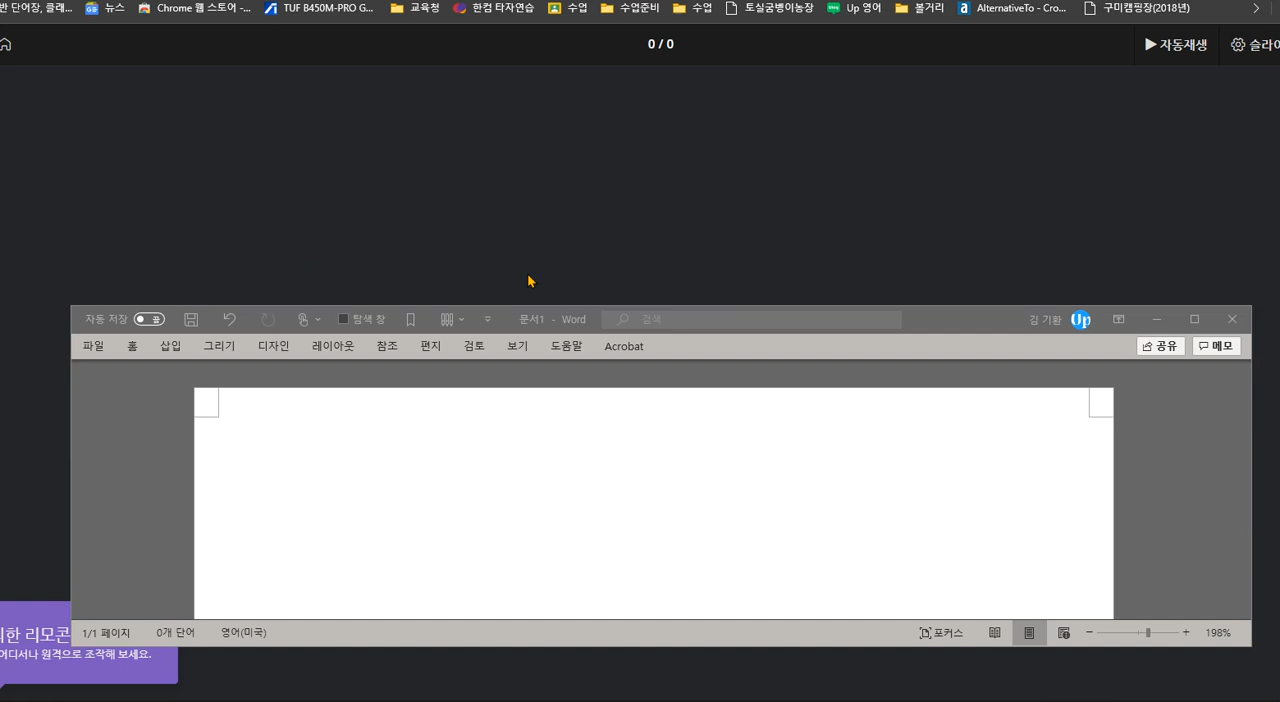 반 단어장, 클래... 뉴스 Chrome 웹 스토어 -... TUF B450M-PRO G... 교육청 한컴 타자연습 수업 수업준비 수업 토실굼벵이농장 Up 영어 볼거리 AlternativeTo - Cro... 구미캠핑장(2018년)
0 / 0 자동재생 슬라이
자동 저장 끔 탐색 창 문서1 - Word 검색 김 기환 Up
파일 홈 삽입 그리기 디자인 레이아웃 참조 편지 검토 보기 도움말 Acrobat 공유 메모
위한 리모콘
어디서나 원격으로 조작해 보세요.
1/1 페이지 0개 단어 영어(미국) 포커스 198%